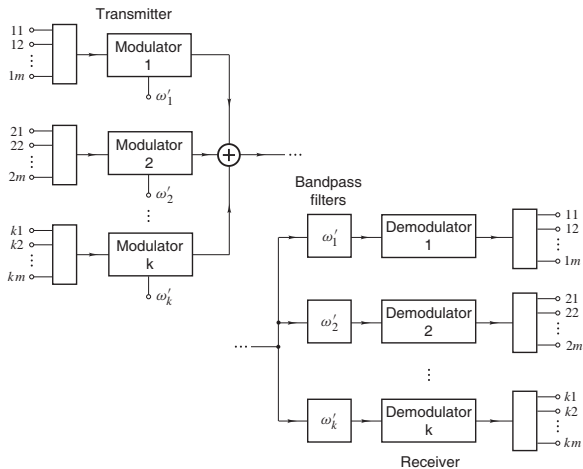 Transmitter
11
12
⋮
1m
Modulator
1
ω′1
21
22
⋮
2m
Modulator
2
ω′2
+
...
⋮
k1
k2
⋮
km
Modulator
k
ω′k
Bandpass
filters
ω′1
Demodulator
1
11
12
⋮
1m
ω′2
Demodulator
2
21
22
⋮
2m
...
⋮
ω′k
Demodulator
k
k1
k2
⋮
km
Receiver